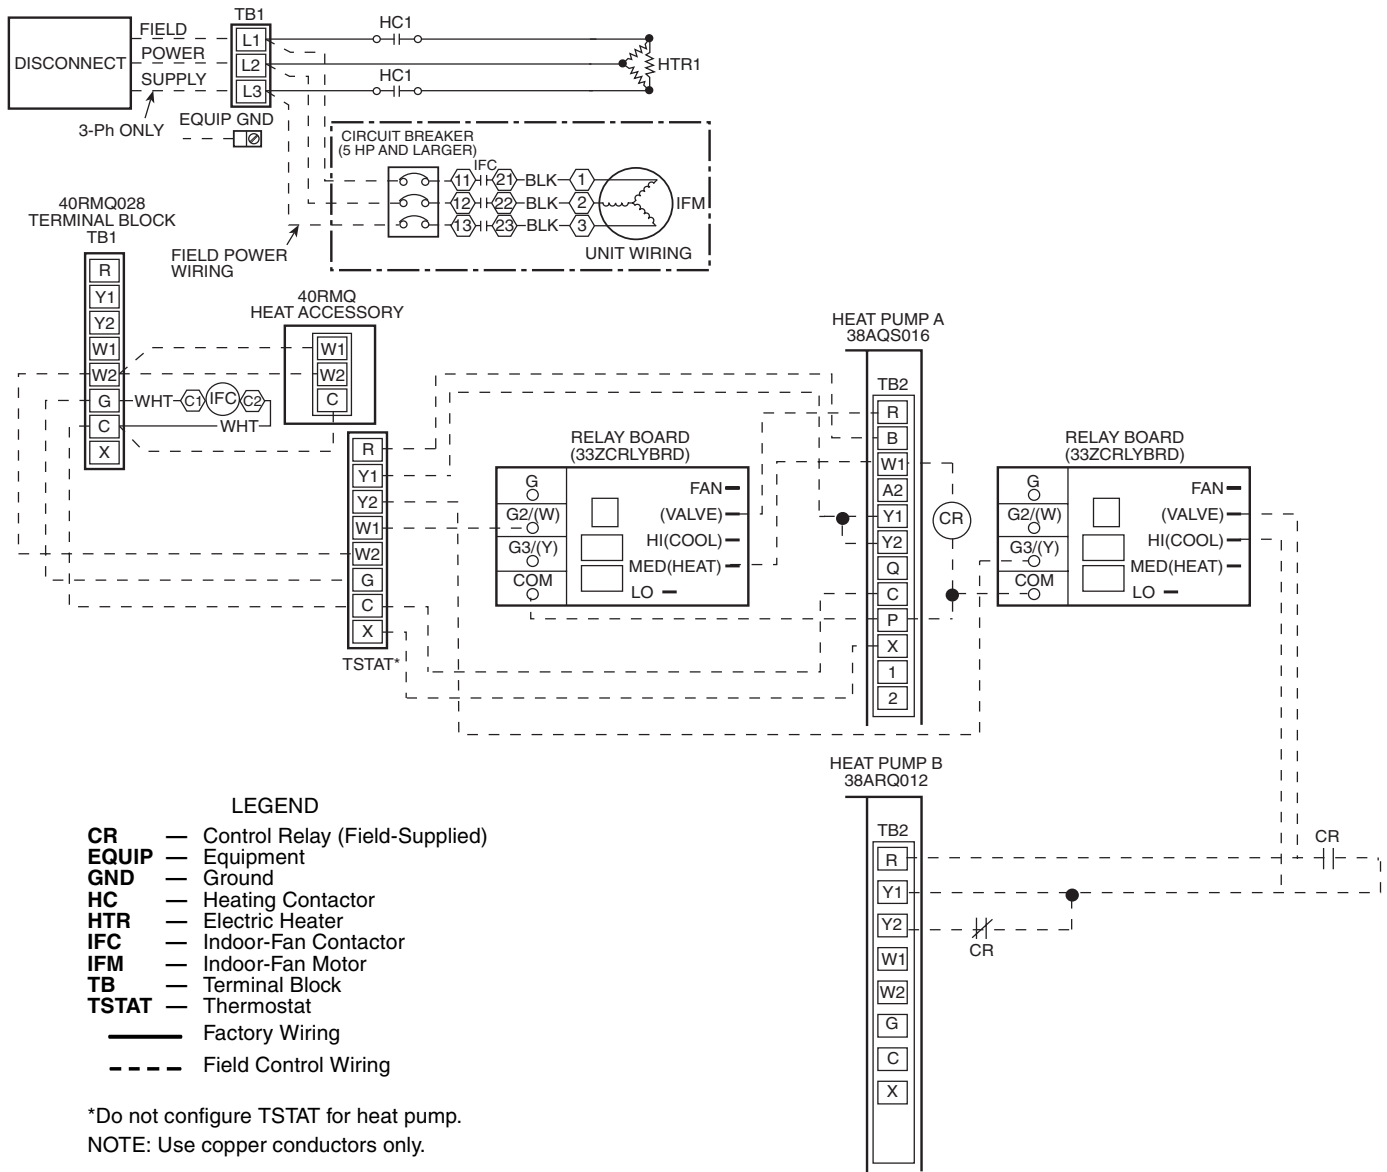 TB1
FIELD
POWER
SUPPLY
DISCONNECT
L1
L2
L3
HC1
HC1
HTR1
3-Ph ONLY
EQUIP GND
CIRCUIT BREAKER
(5 HP AND LARGER)
IFC
11 21 BLK 1
12 22 BLK 2
13 23 BLK 3
IFM
UNIT WIRING
FIELD POWER
WIRING
40RMQ028
TERMINAL BLOCK
TB1
R
Y1
Y2
W1
W2
G
C
X
WHT C1 IFC C2
WHT
40RMQ
HEAT ACCESSORY
W1
W2
C
R
Y1
Y2
W1
W2
G
C
X
TSTAT*
RELAY BOARD
(33ZCRLYBRD)
G
G2/(W)
G3/(Y)
COM
FAN
(VALVE)
HI(COOL)
MED(HEAT)
LO
HEAT PUMP A
38AQS016
TB2
R
B
W1
A2
Y1
Y2
Q
C
P
X
1
2
CR
RELAY BOARD
(33ZCRLYBRD)
G
G2/(W)
G3/(Y)
COM
FAN
(VALVE)
HI(COOL)
MED(HEAT)
LO
HEAT PUMP B
38ARQ012
TB2
R
Y1
Y2
W1
W2
G
C
X
CR
CR
LEGEND
CR — Control Relay (Field-Supplied)
EQUIP — Equipment
GND — Ground
HC — Heating Contactor
HTR — Electric Heater
IFC — Indoor-Fan Contactor
IFM — Indoor-Fan Motor
TB — Terminal Block
TSTAT — Thermostat
Factory Wiring
Field Control Wiring
*Do not configure TSTAT for heat pump.
NOTE: Use copper conductors only.